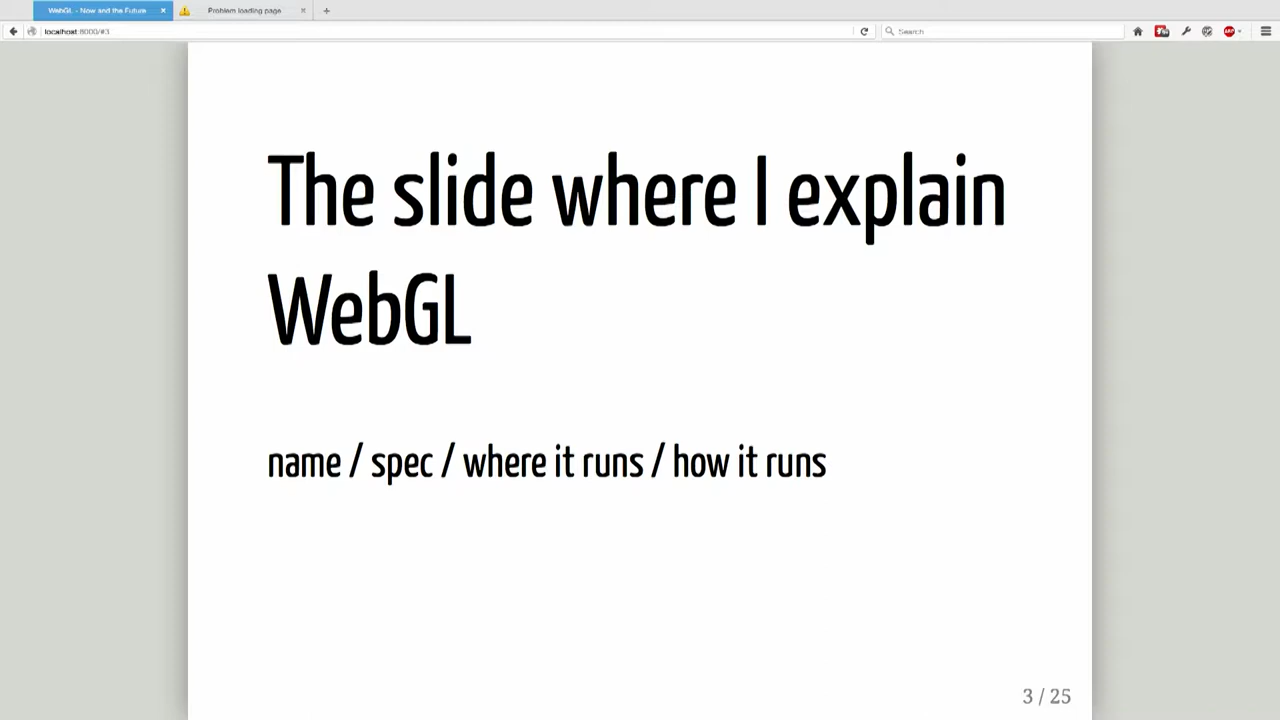 WebGL - Now and the Future
Problem loading page
localhost:8000/#3
Search
The slide where I explain
WebGL
name / spec / where it runs / how it runs
3 / 25